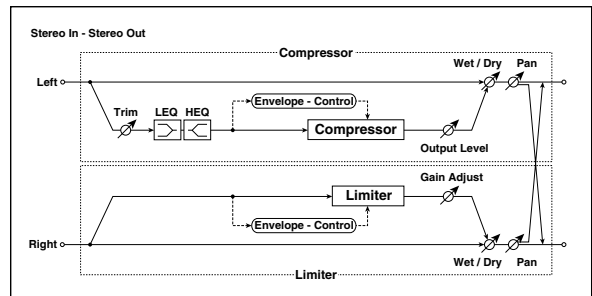 Stereo In - Stereo Out
Compressor
Wet / Dry Pan
Left
Envelope - Control
Trim LEQ HEQ
Compressor
Output Level
Gain Adjust
Limiter
Envelope - Control
Right
Wet / Dry Pan
Limiter